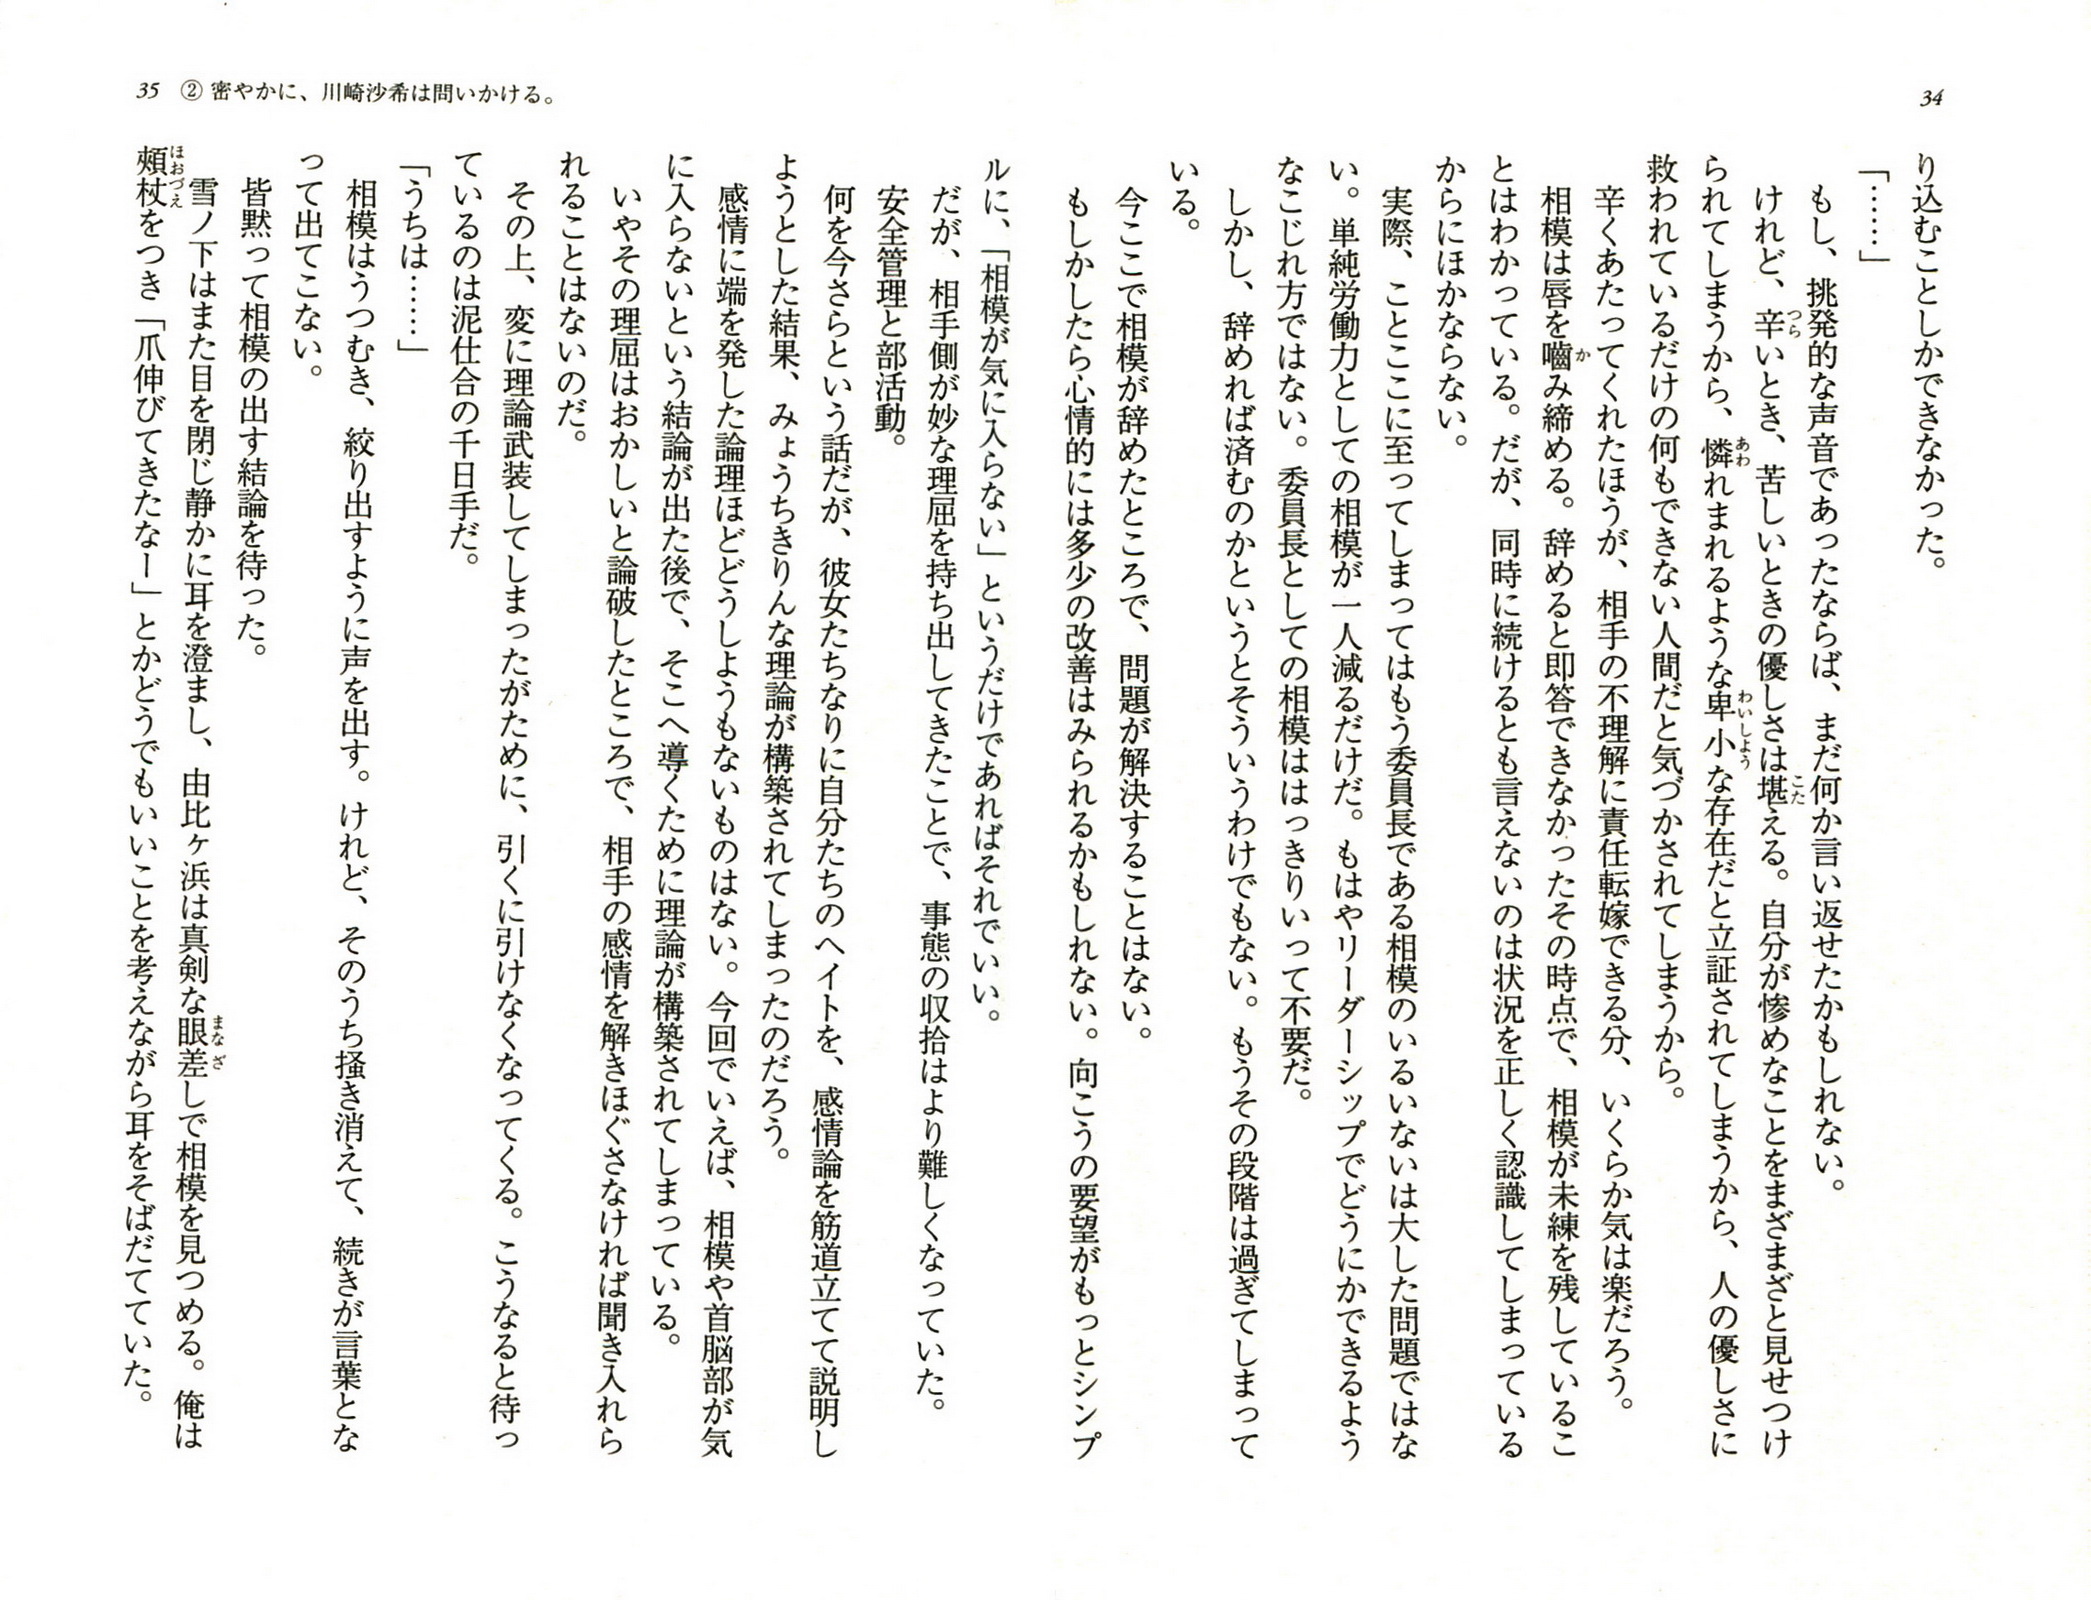 34
り込むことしかできなかった。
「……」
もし、挑発的な声音であったならば、まだ何か言い返せたかもしれない。
けれど、辛いとき、苦しいときの優しさは堪える。自分が惨めなことをまざまざと見せつけ
られてしまうから、憐れまれるような卑小な存在だと立証されてしまうから、人の優しさに
救われているだけの何もできない人間だと気づかされてしまうから。
辛くあたってくれたほうが、相手の不理解に責任転嫁できる分、いくらか気は楽だろう。
相模は唇を嚙み締める。辞めると即答できなかったその時点で、相模が未練を残しているこ
とはわかっている。だが、同時に続けるとも言えないのは状況を正しく認識してしまっている
からにほかならない。
実際、ことここに至ってしまってはもう委員長である相模のいるいないは大した問題ではな
い。単純労働力としての相模が一人減るだけだ。もはやリーダーシップでどうにかできるよう
なこじれ方ではない。委員長としての相模ははっきりいって不要だ。
しかし、辞めれば済むのかというとそういうわけでもない。もうその段階は過ぎてしまって
いる。
今ここで相模が辞めたところで、問題が解決することはない。
もしかしたら心情的には多少の改善はみられるかもしれない。向こうの要望がもっとシンプ
35 ② 密やかに、川崎沙希は問いかける。
ルに、「相模が気に入らない」というだけであればそれでいい。
だが、相手側が妙な理屈を持ち出してきたことで、事態の収拾はより難しくなっていた。
安全管理と部活動。
何を今さらという話だが、彼女たちなりに自分たちのヘイトを、感情論を筋道立てて説明し
ようとした結果、みょうちきりんな理論が構築されてしまったのだろう。
感情に端を発した論理ほどどうしようもないものはない。今回でいえば、相模や首脳部が気
に入らないという結論が出た後で、そこへ導くために理論が構築されてしまっている。
いやその理屈はおかしいと論破したところで、相手の感情を解きほぐさなければ聞き入れら
れることはないのだ。
その上、変に理論武装してしまったがために、引くに引けなくなってくる。こうなると待っ
ているのは泥仕合の千日手だ。
「うちは……」
相模はうつむき、絞り出すように声を出す。けれど、そのうち掻き消えて、続きが言葉とな
って出てこない。
皆黙って相模の出す結論を待った。
雪ノ下はまた目を閉じ静かに耳を澄まし、由比ヶ浜は真剣な眼差しで相模を見つめる。俺は
頰杖をつき「爪伸びてきたなー」とかどうでもいいことを考えながら耳をそばだてていた。